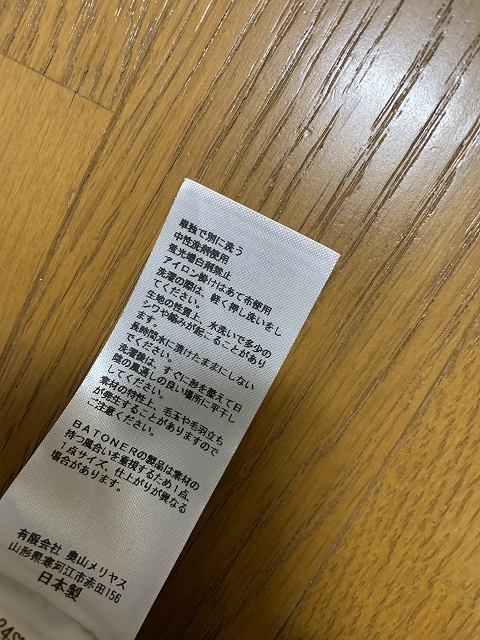 単独で別に洗う
中性洗剤使用
蛍光増白剤禁止
アイロン掛けはあて布使用
洗濯の際は、軽く押し洗いをし
てください。
生地の性質上、水洗いで多少の
シワや縮みが起こることがあり
ます。
長時間水に漬けたままにしない
でください。
洗濯後は、すぐに形を整えて日
陰の風通しの良い場所に平干し
してください。
素材の特性上、毛玉や毛羽立ち
が発生することがありますので
ご注意ください。
BATONERの製品は素材の
持つ風合いを重視するため1点、
1点サイズ、仕上がりが異なる
場合があります。
有限会社 奥山メリヤス
山形県寒河江市赤田156
日本製